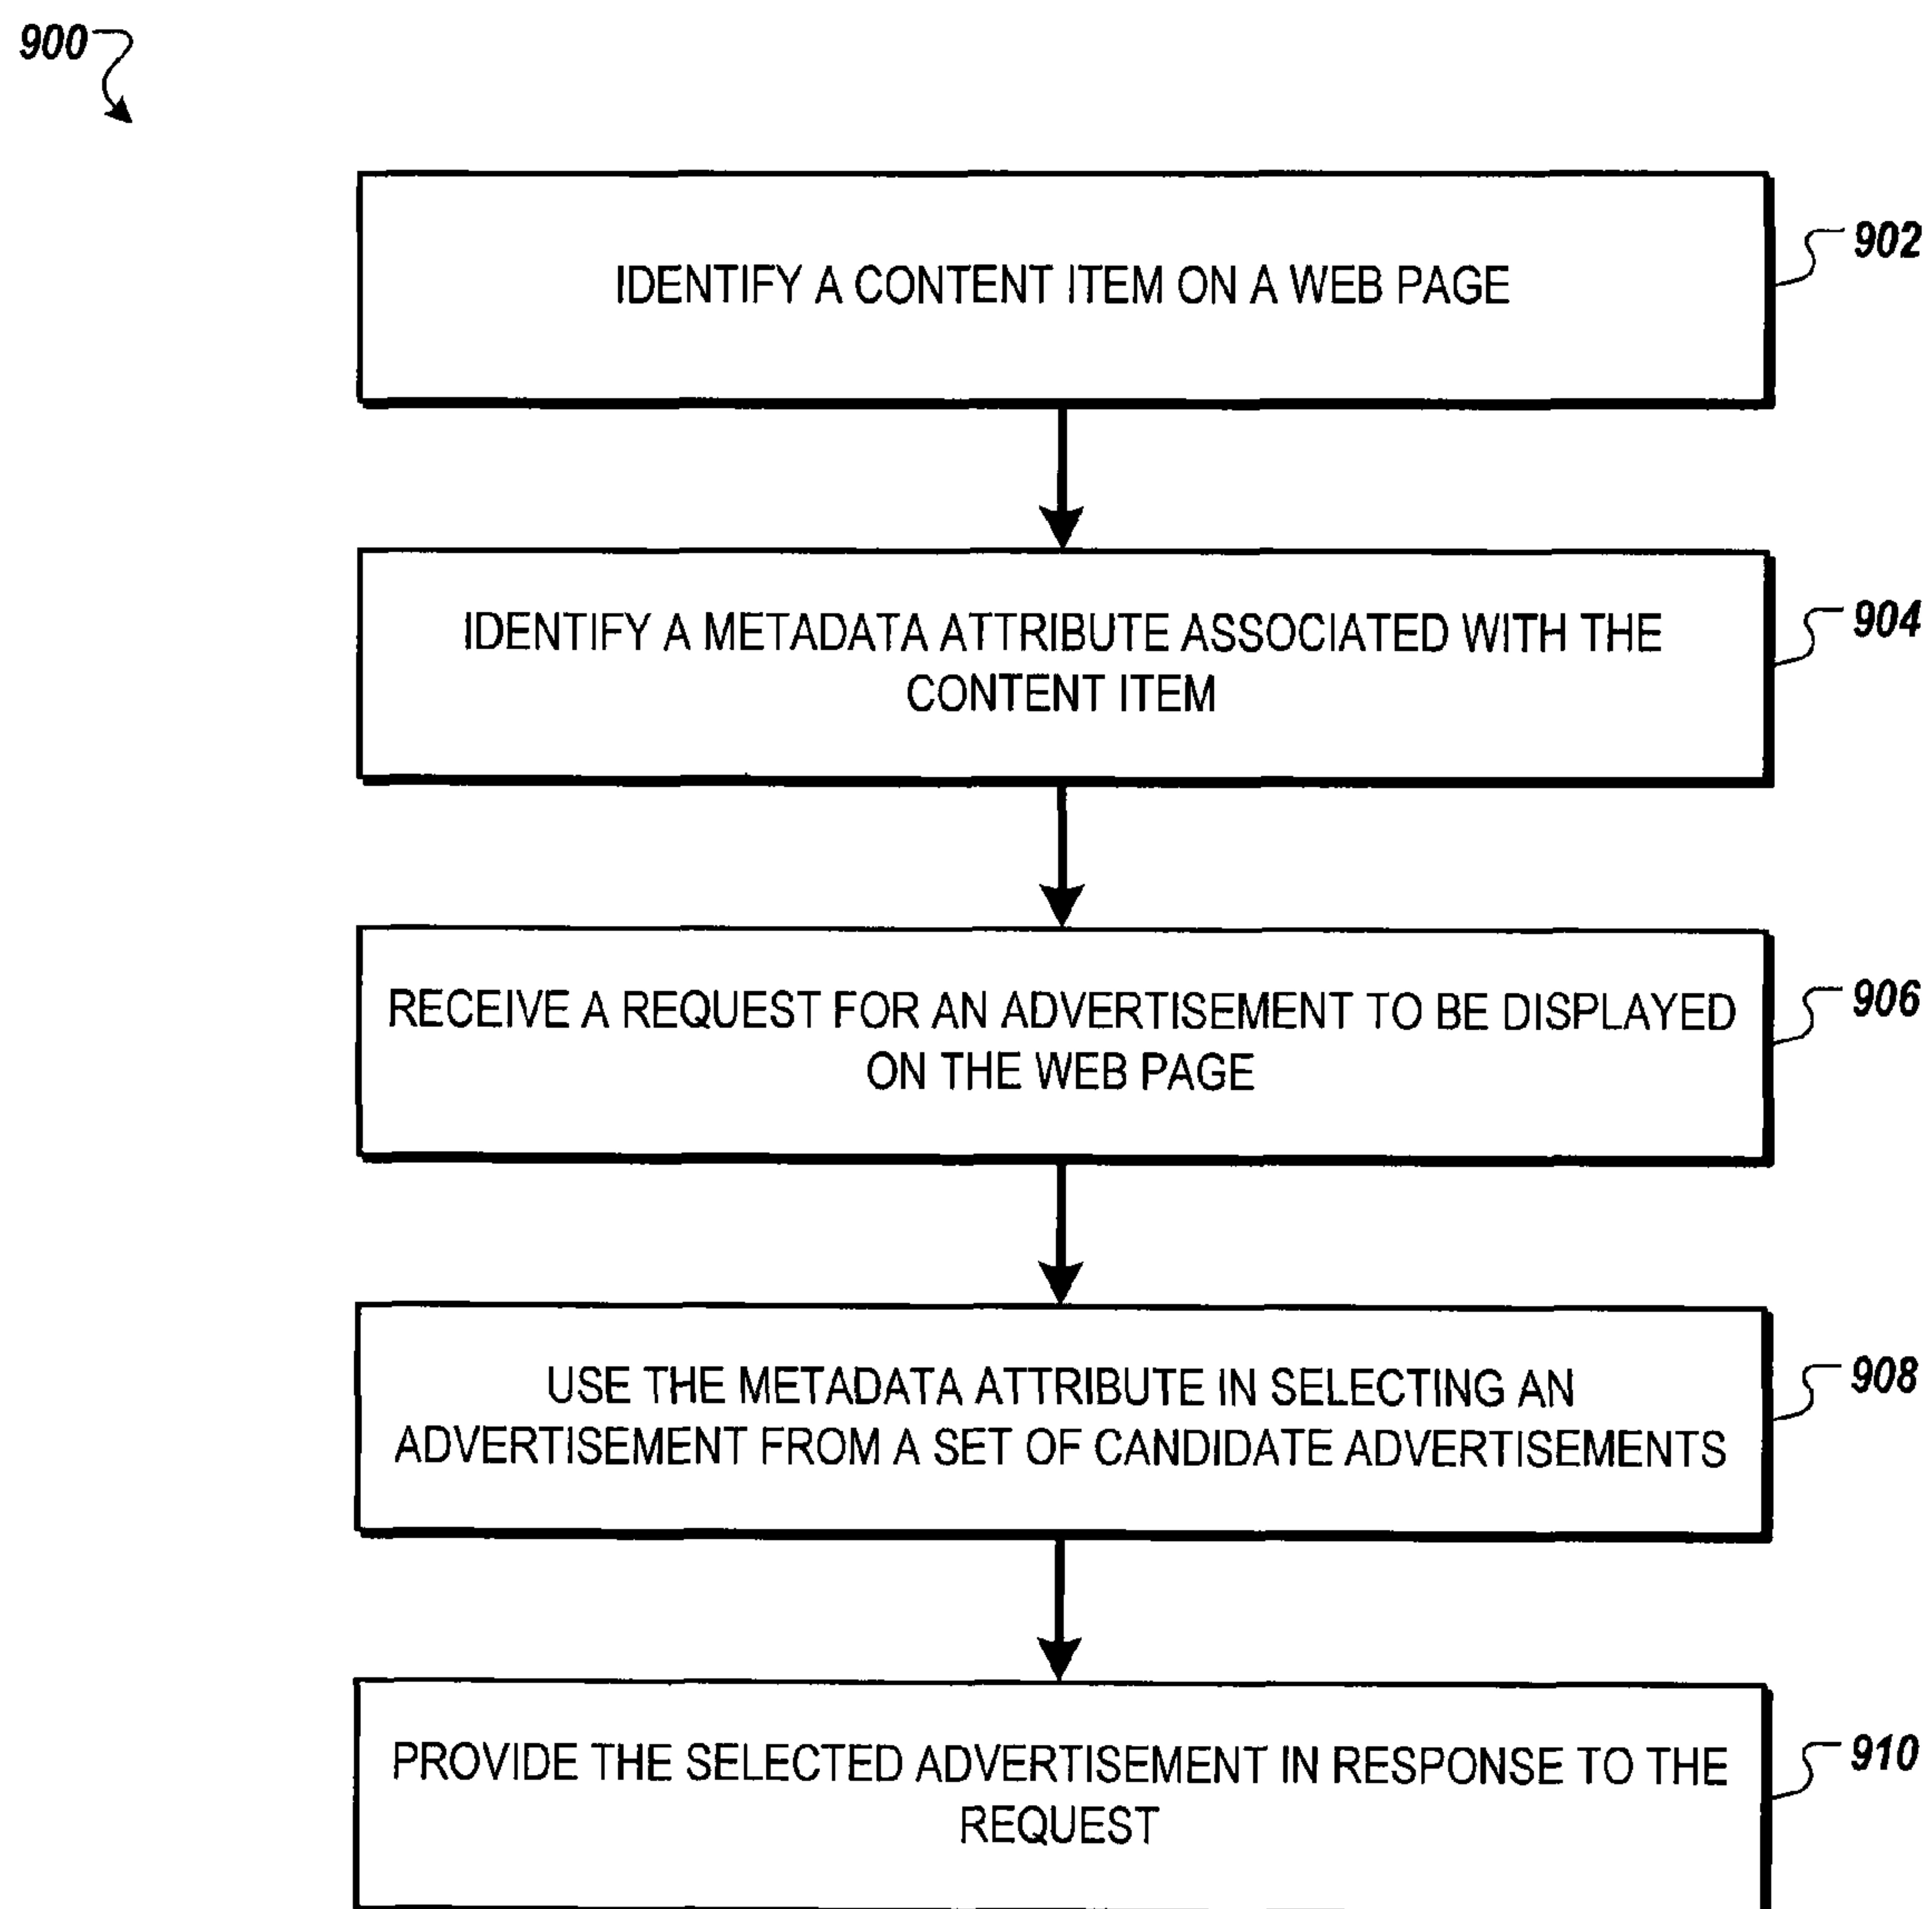 900
IDENTIFY A CONTENT ITEM ON A WEB PAGE
902
IDENTIFY A METADATA ATTRIBUTE ASSOCIATED WITH THE
CONTENT ITEM
904
RECEIVE A REQUEST FOR AN ADVERTISEMENT TO BE DISPLAYED
ON THE WEB PAGE
906
USE THE METADATA ATTRIBUTE IN SELECTING AN
ADVERTISEMENT FROM A SET OF CANDIDATE ADVERTISEMENTS
908
PROVIDE THE SELECTED ADVERTISEMENT IN RESPONSE TO THE
REQUEST
910